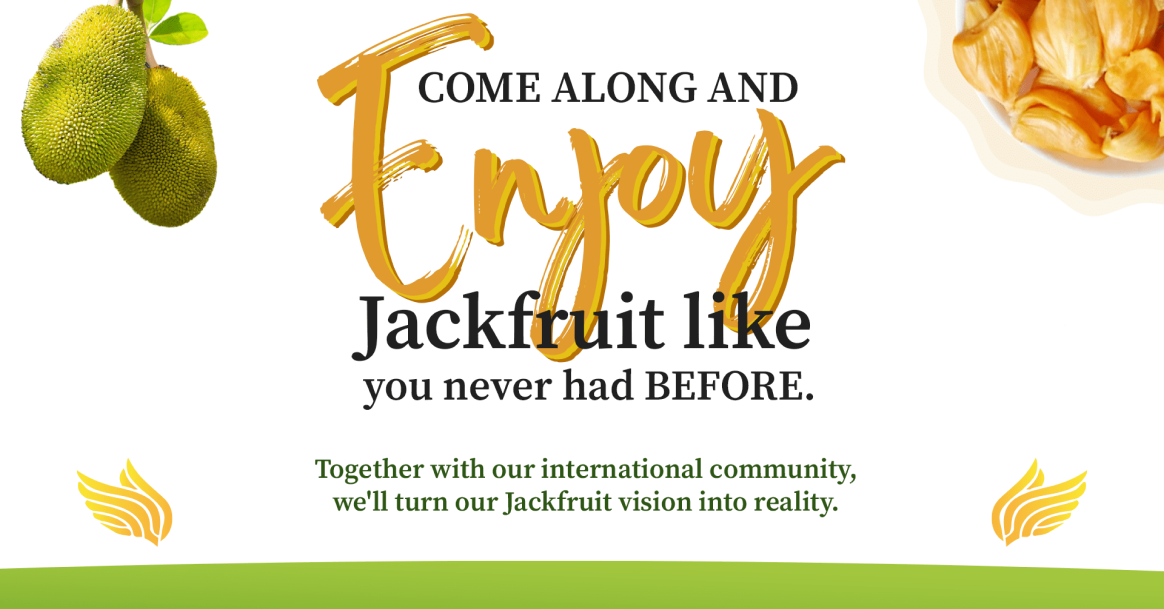 COME ALONG AND
Enjoy
Jackfruit like
you never had BEFORE.
Together with our international community,
we'll turn our Jackfruit vision into reality.